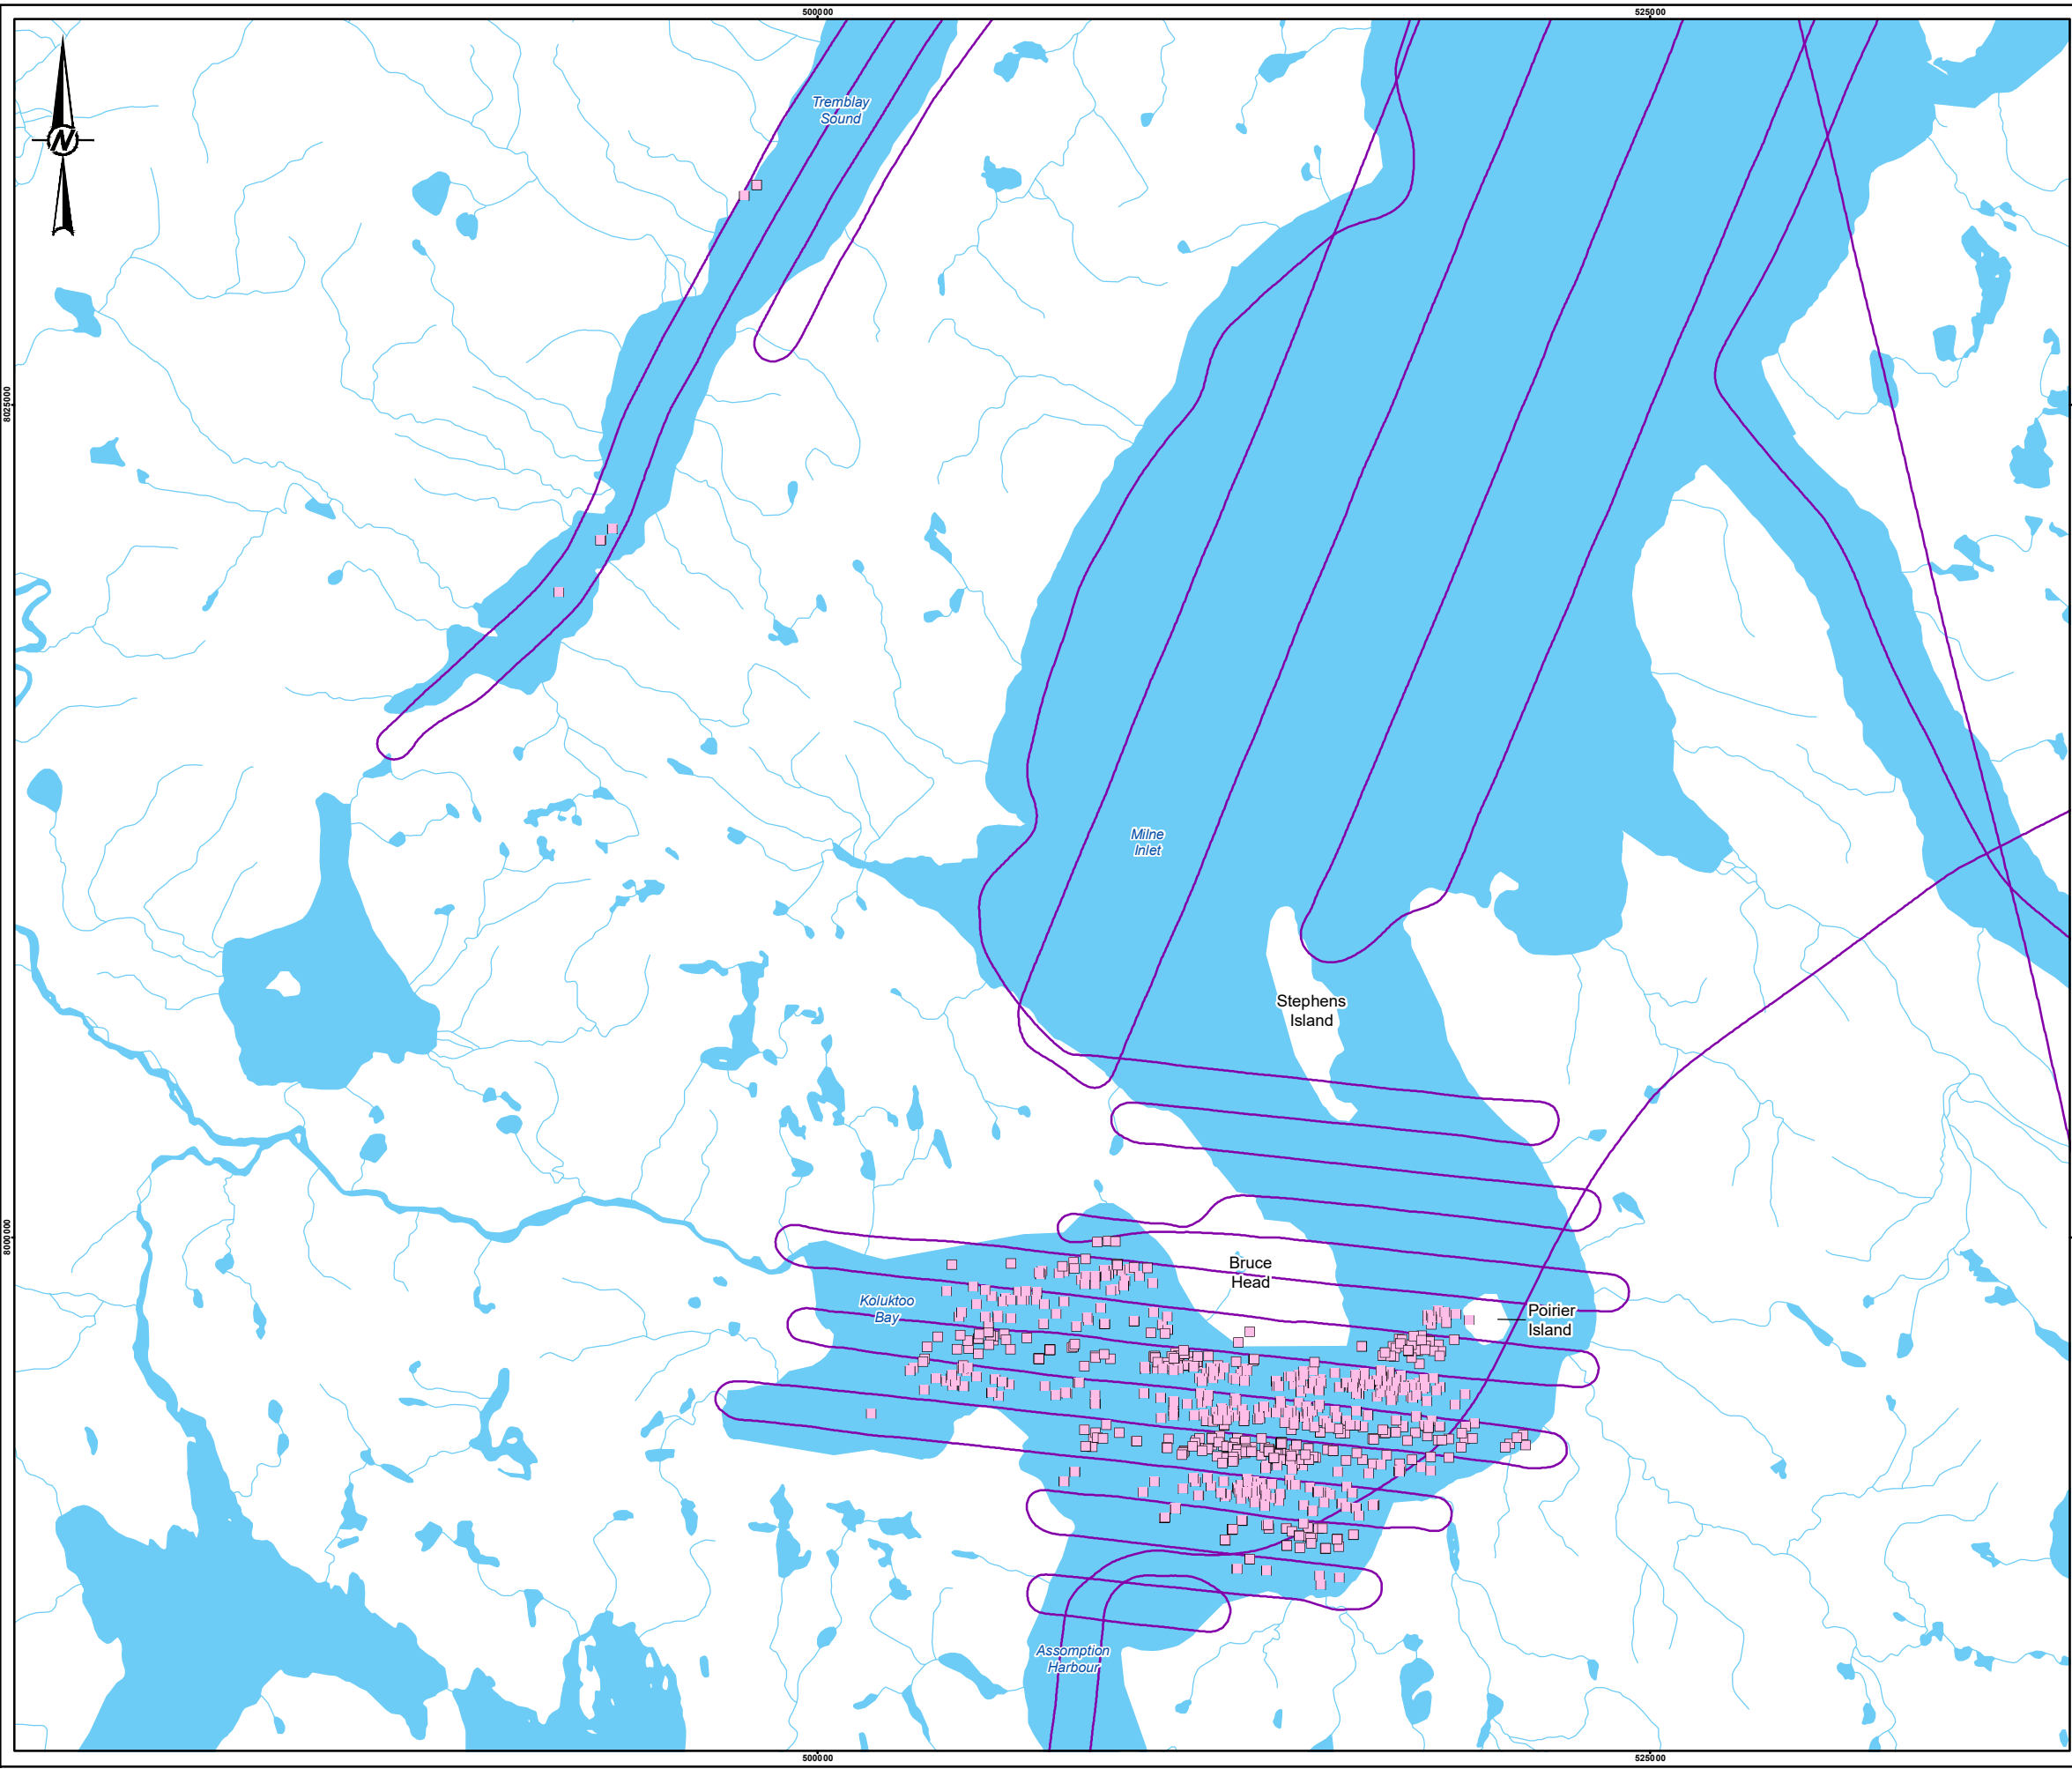 500000
525000
N
Tremblay
Sound
8025000
Milne
Inlet
Stephens
Island
8000000
Bruce
Head
Koluktoo
Bay
Poirier
Island
Assomption
Harbour
500000
525000